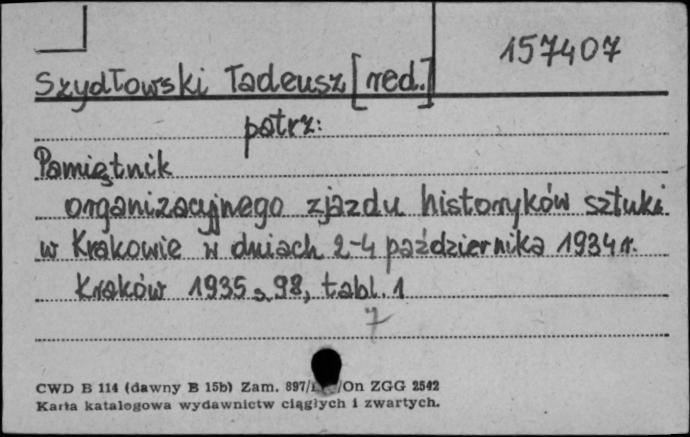 157407
Szydłowski Tadeusz [red.]
patrz:
Pamiętnik
organizacyjnego zjazdu historyków sztuki
w Krakowie w dniach 2-4 października 1934 r.
Kraków 1935 s. 98, tabl. 1
7
CWD B 114 (dawny B 15b) Zam. 897/ /On ZGG 2542
Karta katalogowa wydawnictw ciągłych i zwartych.